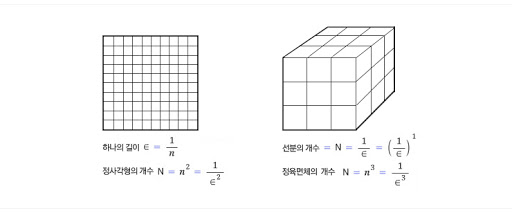 하나의 길이 ∈ = 1/n
정사각형의 개수 N = n² = 1/∈²
선분의 개수 = N = 1/∈ = (1/∈)¹
정육면체의 개수 N = n³ = 1/∈³